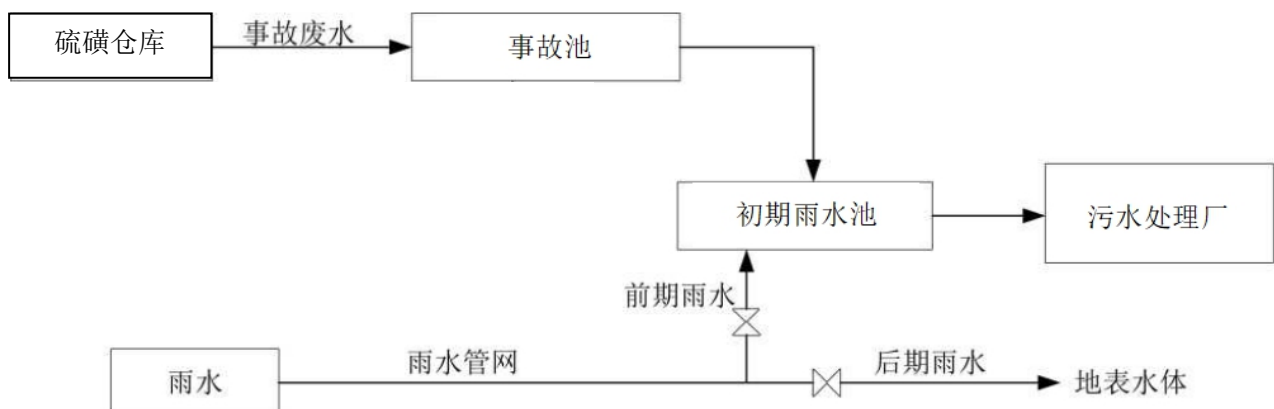 硫磺仓库
事故废水
事故池
初期雨水池
污水处理厂
前期雨水
雨水管网
后期雨水
雨水
地表水体